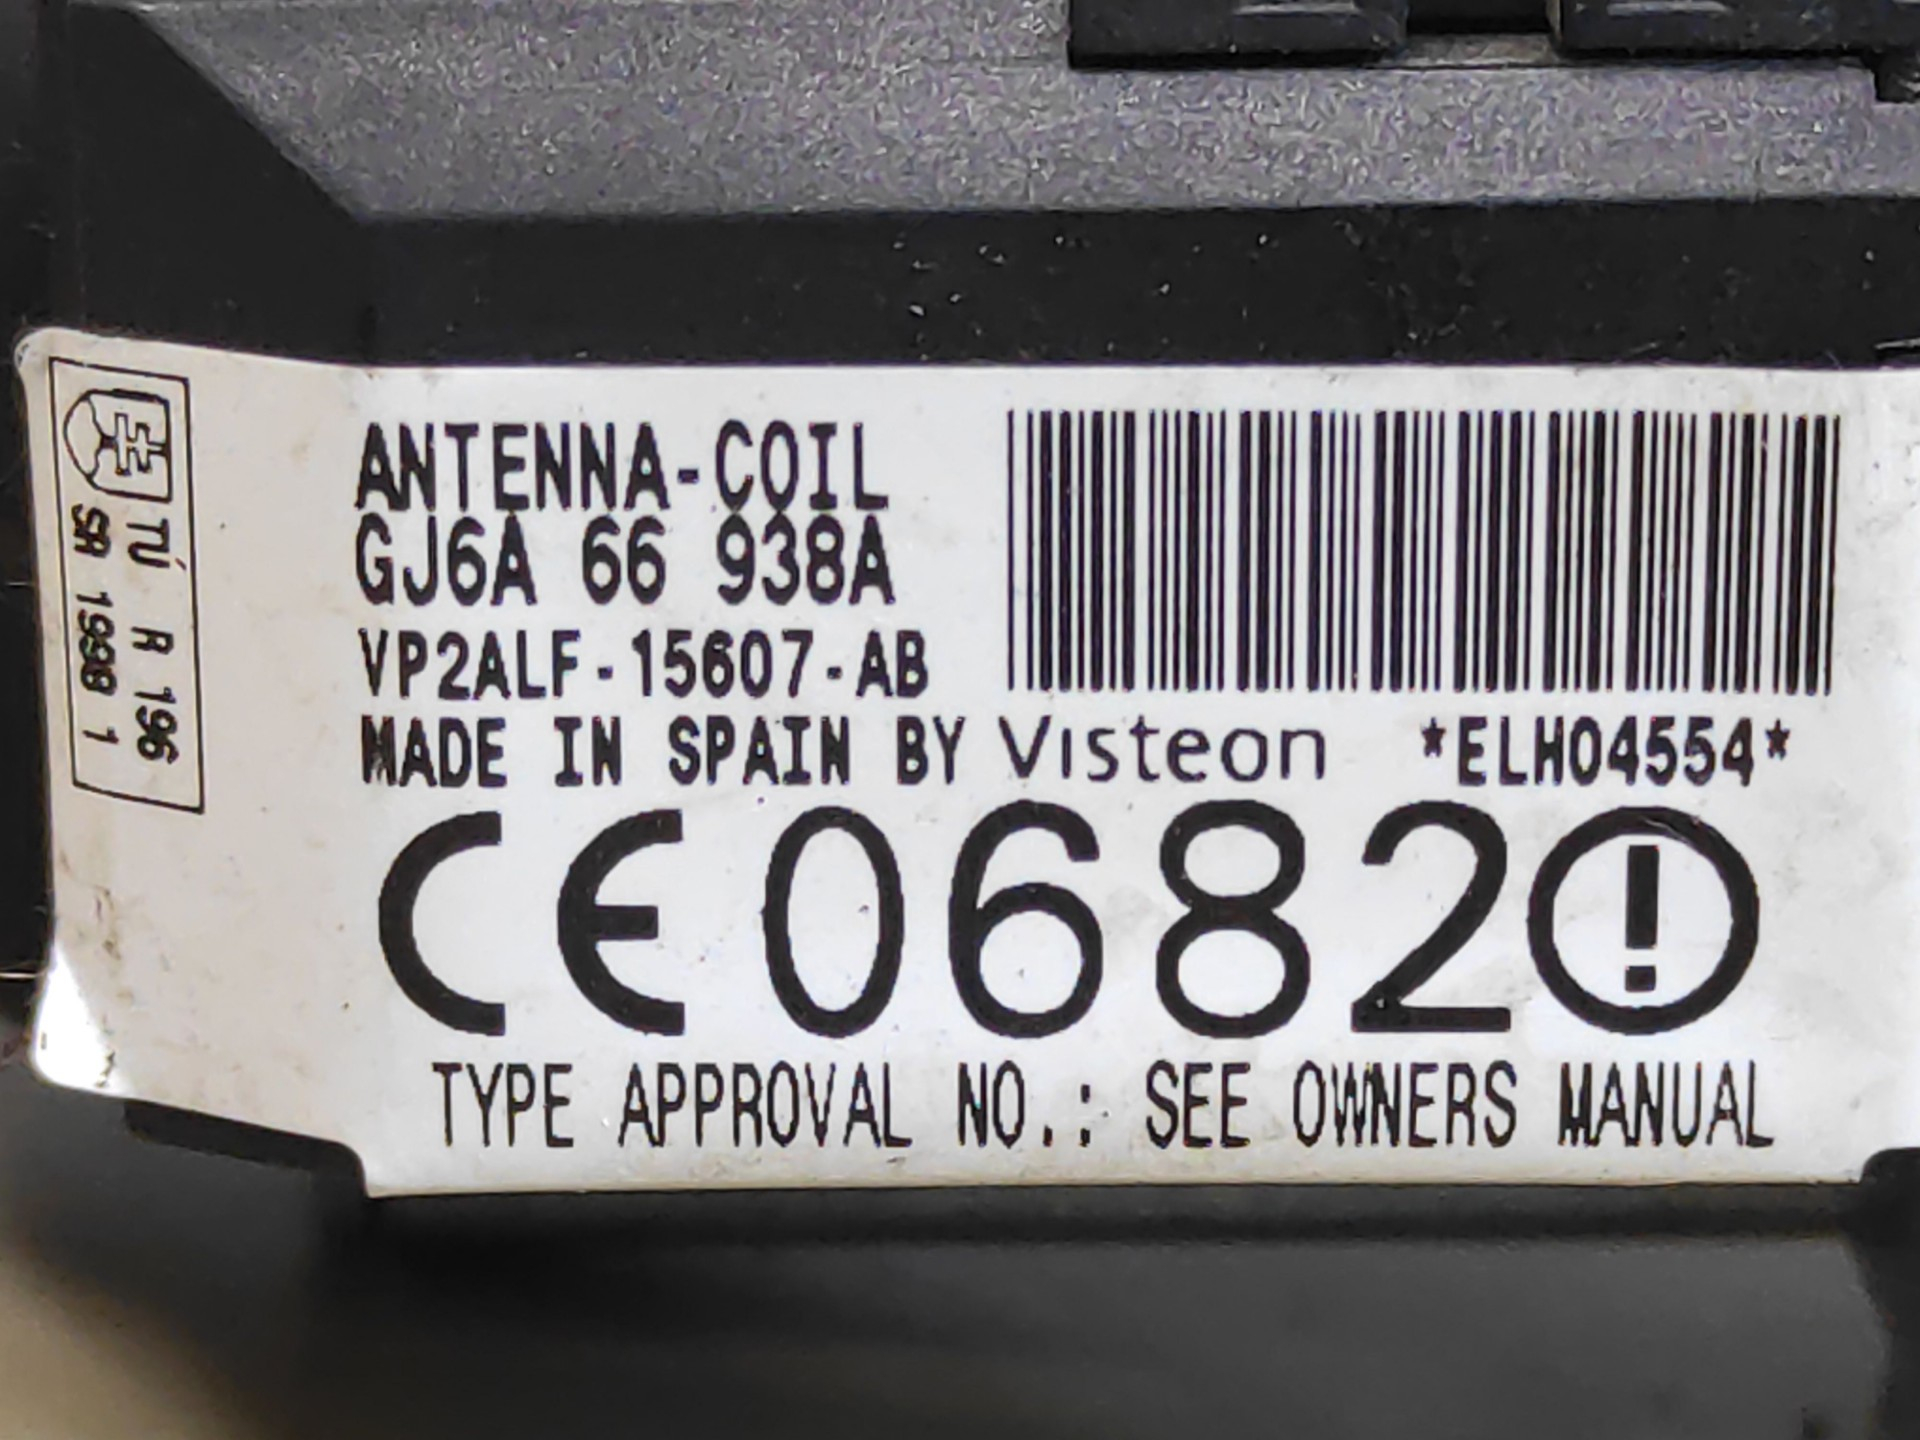 ANTENNA-COIL
GJ6A 66 938A
VP2ALF-15607-AB
MADE IN SPAIN BY Visteon *ELH04554*
CE0682
TYPE APPROVAL NO.: SEE OWNERS MANUAL
TÚ R 196
1999 1